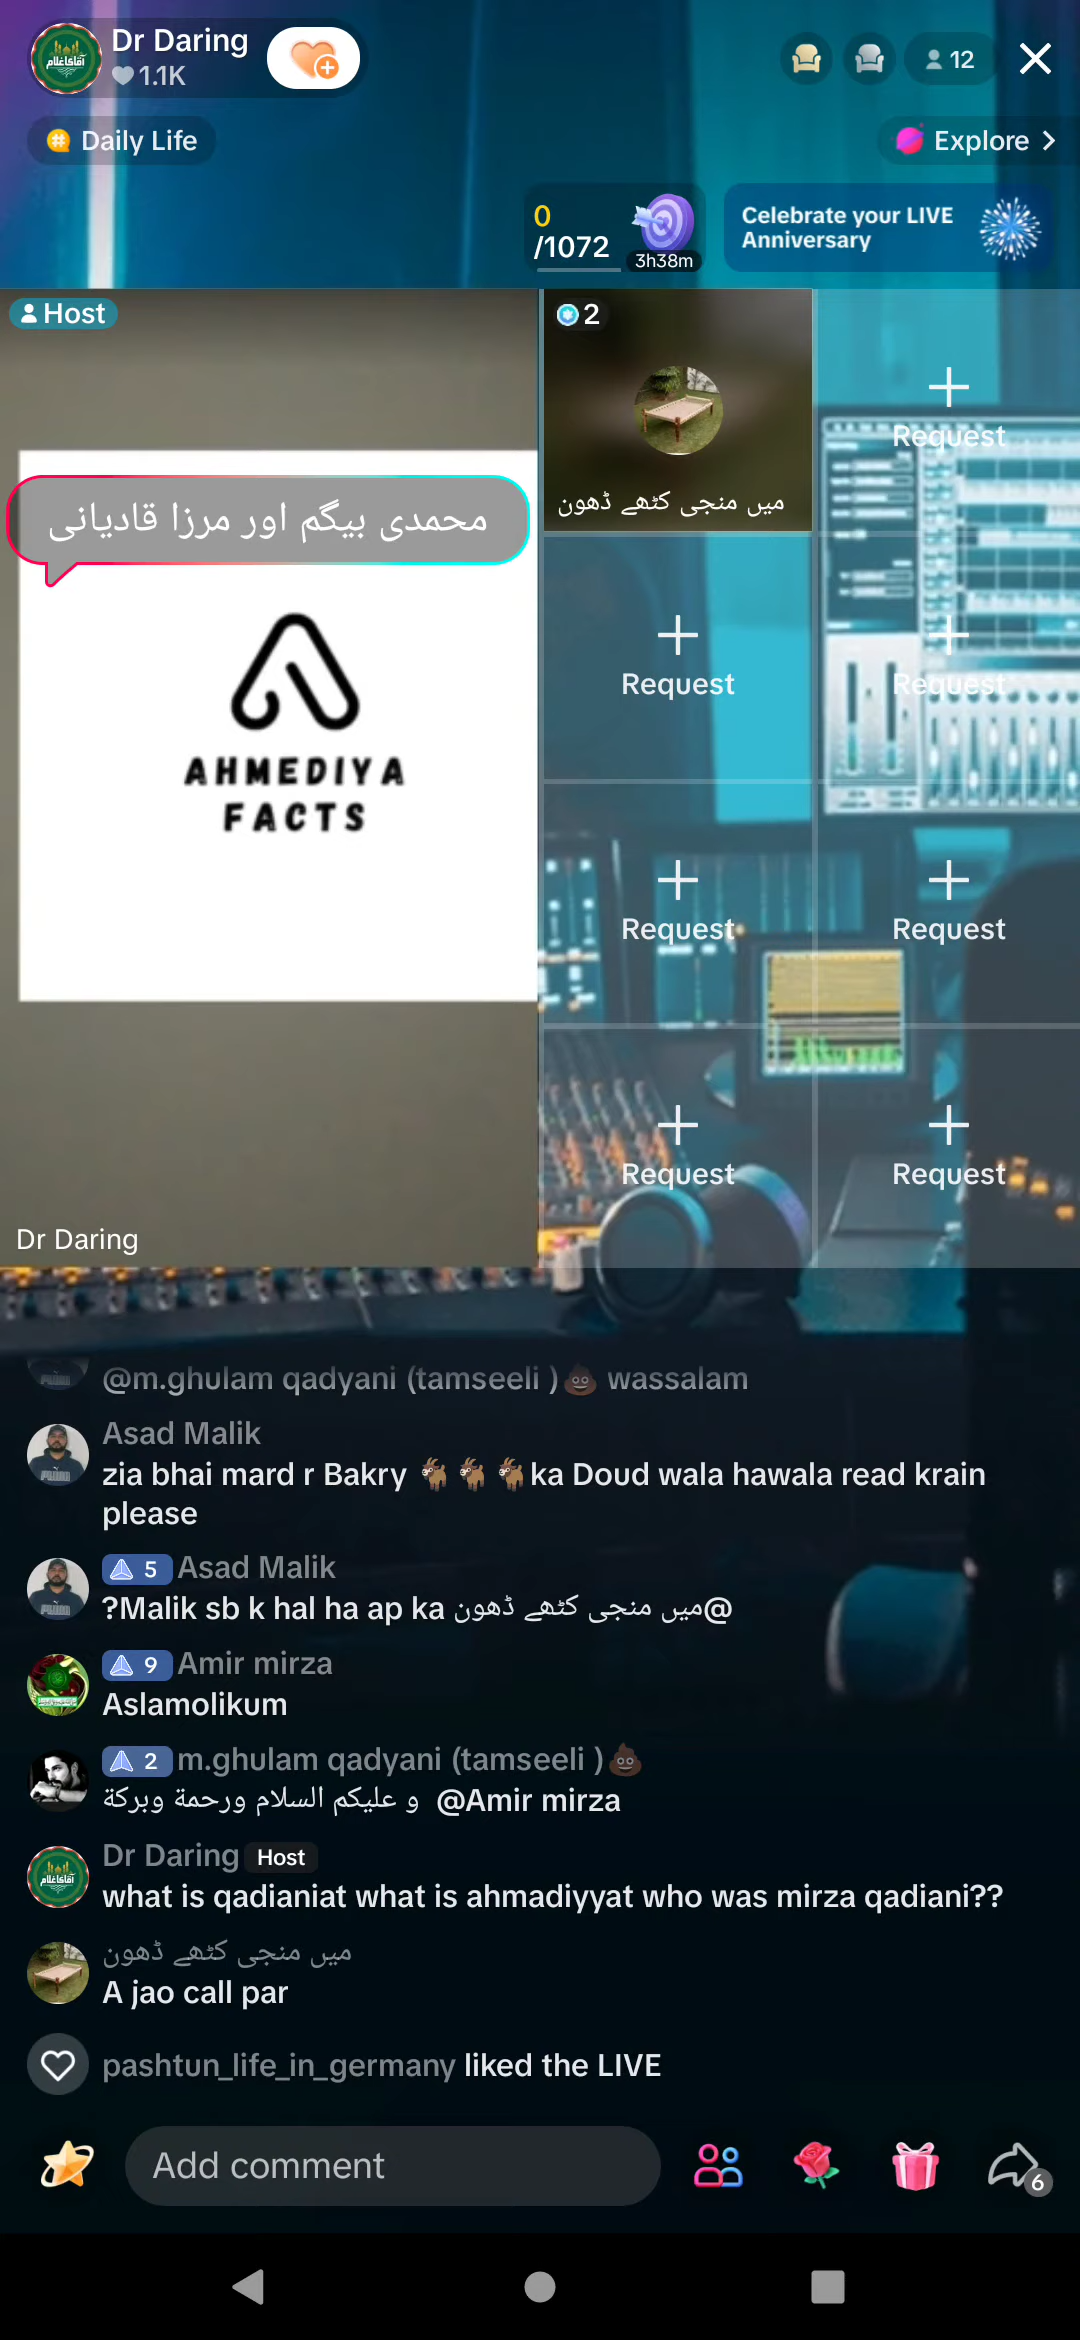 Dr Daring
1.1K
12
Daily Life
Explore
0
/1072
3h38m
Celebrate your LIVE
Anniversary
Host
2
Request
میں منجی کٹھے ڈھون
محمدی بیگم اور مرزا قادیانی
AHMEDIYA
FACTS
Request
Request
Request
Request
Request
Request
Dr Daring
@m.ghulam qadyani (tamseeli )💩 wassalam
Asad Malik
zia bhai mard r Bakry 🐐🐐🐐ka Doud wala hawala read krain
please
5 Asad Malik
?Malik sb k hal ha ap ka میں منجی کٹھے ڈھون@
9 Amir mirza
Aslamolikum
2 m.ghulam qadyani (tamseeli )💩
و علیکم السلام ورحمة وبركة @Amir mirza
Dr Daring Host
what is qadianiat what is ahmadiyyat who was mirza qadiani??
میں منجی کٹھے ڈھون
A jao call par
pashtun_life_in_germany liked the LIVE
Add comment
6